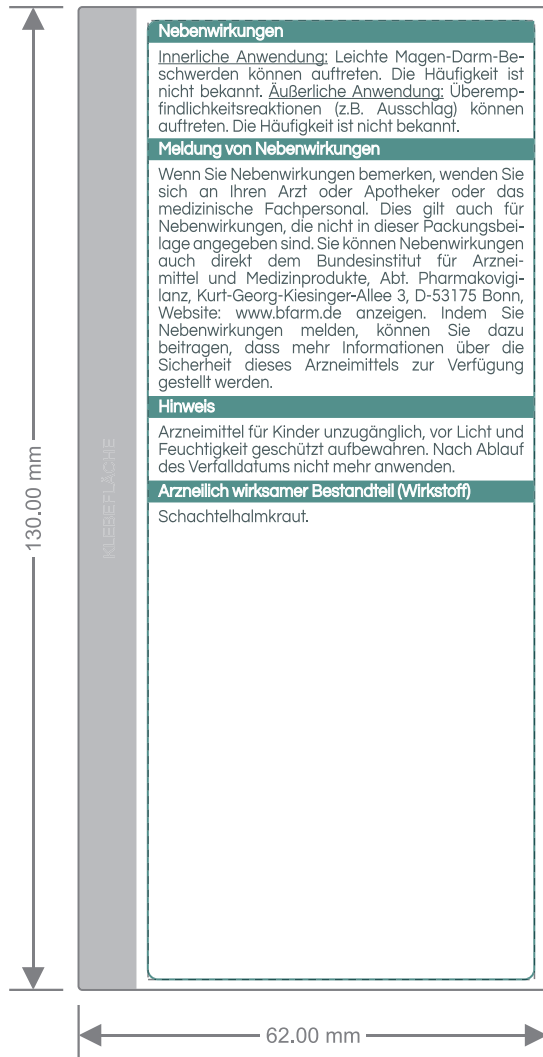 Nebenwirkungen
Innerliche Anwendung: Leichte Magen-Darm-Be-
schwerden können auftreten. Die Häufigkeit ist
nicht bekannt. Äußerliche Anwendung: Überemp-
findlichkeitsreaktionen (z.B. Ausschlag) können
auftreten. Die Häufigkeit ist nicht bekannt.
Meldung von Nebenwirkungen
Wenn Sie Nebenwirkungen bemerken, wenden Sie
sich an Ihren Arzt oder Apotheker oder das
medizinische Fachpersonal. Dies gilt auch für
Nebenwirkungen, die nicht in dieser Packungsbei-
lage angegeben sind. Sie können Nebenwirkungen
auch direkt dem Bundesinstitut für Arznei-
mittel und Medizinprodukte, Abt. Pharmakovigi-
lanz, Kurt-Georg-Kiesinger-Allee 3, D-53175 Bonn,
Website: www.bfarm.de anzeigen. Indem Sie
Nebenwirkungen melden, können Sie dazu
beitragen, dass mehr Informationen über die
Sicherheit dieses Arzneimittels zur Verfügung
gestellt werden.
Hinweis
Arzneimittel für Kinder unzugänglich, vor Licht und
Feuchtigkeit geschützt aufbewahren. Nach Ablauf
des Verfalldatums nicht mehr anwenden.
Arzneilich wirksamer Bestandteil (Wirkstoff)
Schachtelhalmkraut.
KLEBEFLÄCHE
130.00 mm
62.00 mm